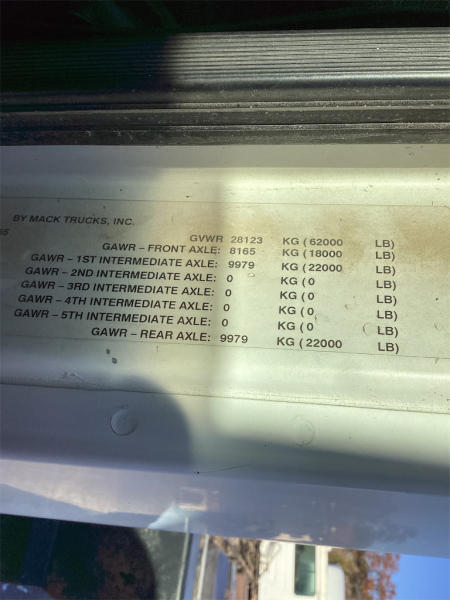 BY MACK TRUCKS, INC.
GVWR 28123 KG ( 62000 LB)
GAWR – FRONT AXLE: 8165 KG ( 18000 LB)
GAWR – 1ST INTERMEDIATE AXLE: 9979 KG ( 22000 LB)
GAWR – 2ND INTERMEDIATE AXLE: 0 KG ( 0 LB)
GAWR – 3RD INTERMEDIATE AXLE: 0 KG ( 0 LB)
GAWR – 4TH INTERMEDIATE AXLE: 0 KG ( 0 LB)
GAWR – 5TH INTERMEDIATE AXLE: 0 KG ( 0 LB)
GAWR – REAR AXLE: 9979 KG ( 22000 LB)